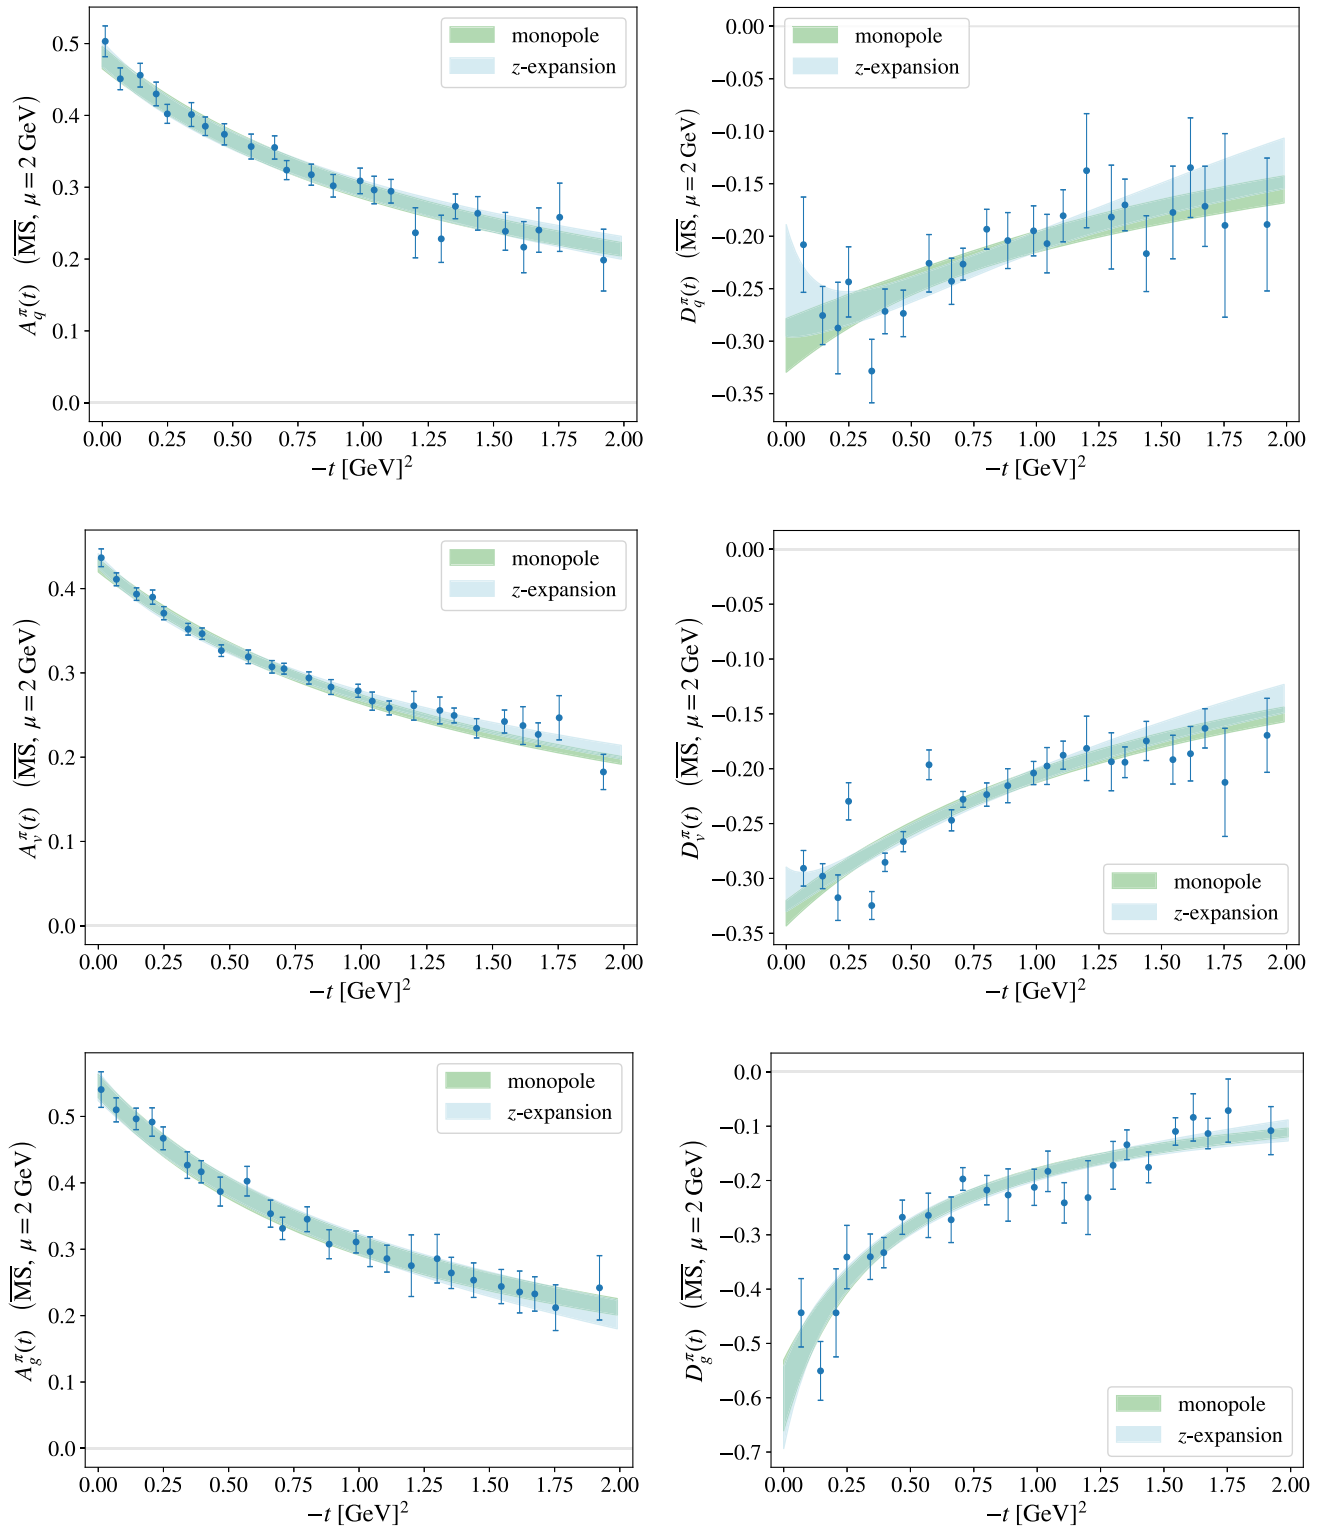 0.5
0.4
0.3
0.2
0.1
0.0
A_q^π(t) (\overline{MS}, μ = 2 GeV)
monopole
z-expansion
0.00 0.25 0.50 0.75 1.00 1.25 1.50 1.75 2.00
−t [GeV]²
0.00
−0.05
−0.10
−0.15
−0.20
−0.25
−0.30
−0.35
D_q^π(t) (\overline{MS}, μ = 2 GeV)
monopole
z-expansion
0.00 0.25 0.50 0.75 1.00 1.25 1.50 1.75 2.00
−t [GeV]²
0.4
0.3
0.2
0.1
0.0
A_v^π(t) (\overline{MS}, μ = 2 GeV)
monopole
z-expansion
0.00 0.25 0.50 0.75 1.00 1.25 1.50 1.75 2.00
−t [GeV]²
0.00
−0.05
−0.10
−0.15
−0.20
−0.25
−0.30
−0.35
D_v^π(t) (\overline{MS}, μ = 2 GeV)
monopole
z-expansion
0.00 0.25 0.50 0.75 1.00 1.25 1.50 1.75 2.00
−t [GeV]²
0.5
0.4
0.3
0.2
0.1
0.0
A_g^π(t) (\overline{MS}, μ = 2 GeV)
monopole
z-expansion
0.00 0.25 0.50 0.75 1.00 1.25 1.50 1.75 2.00
−t [GeV]²
0.0
−0.1
−0.2
−0.3
−0.4
−0.5
−0.6
−0.7
D_g^π(t) (\overline{MS}, μ = 2 GeV)
monopole
z-expansion
0.00 0.25 0.50 0.75 1.00 1.25 1.50 1.75 2.00
−t [GeV]²